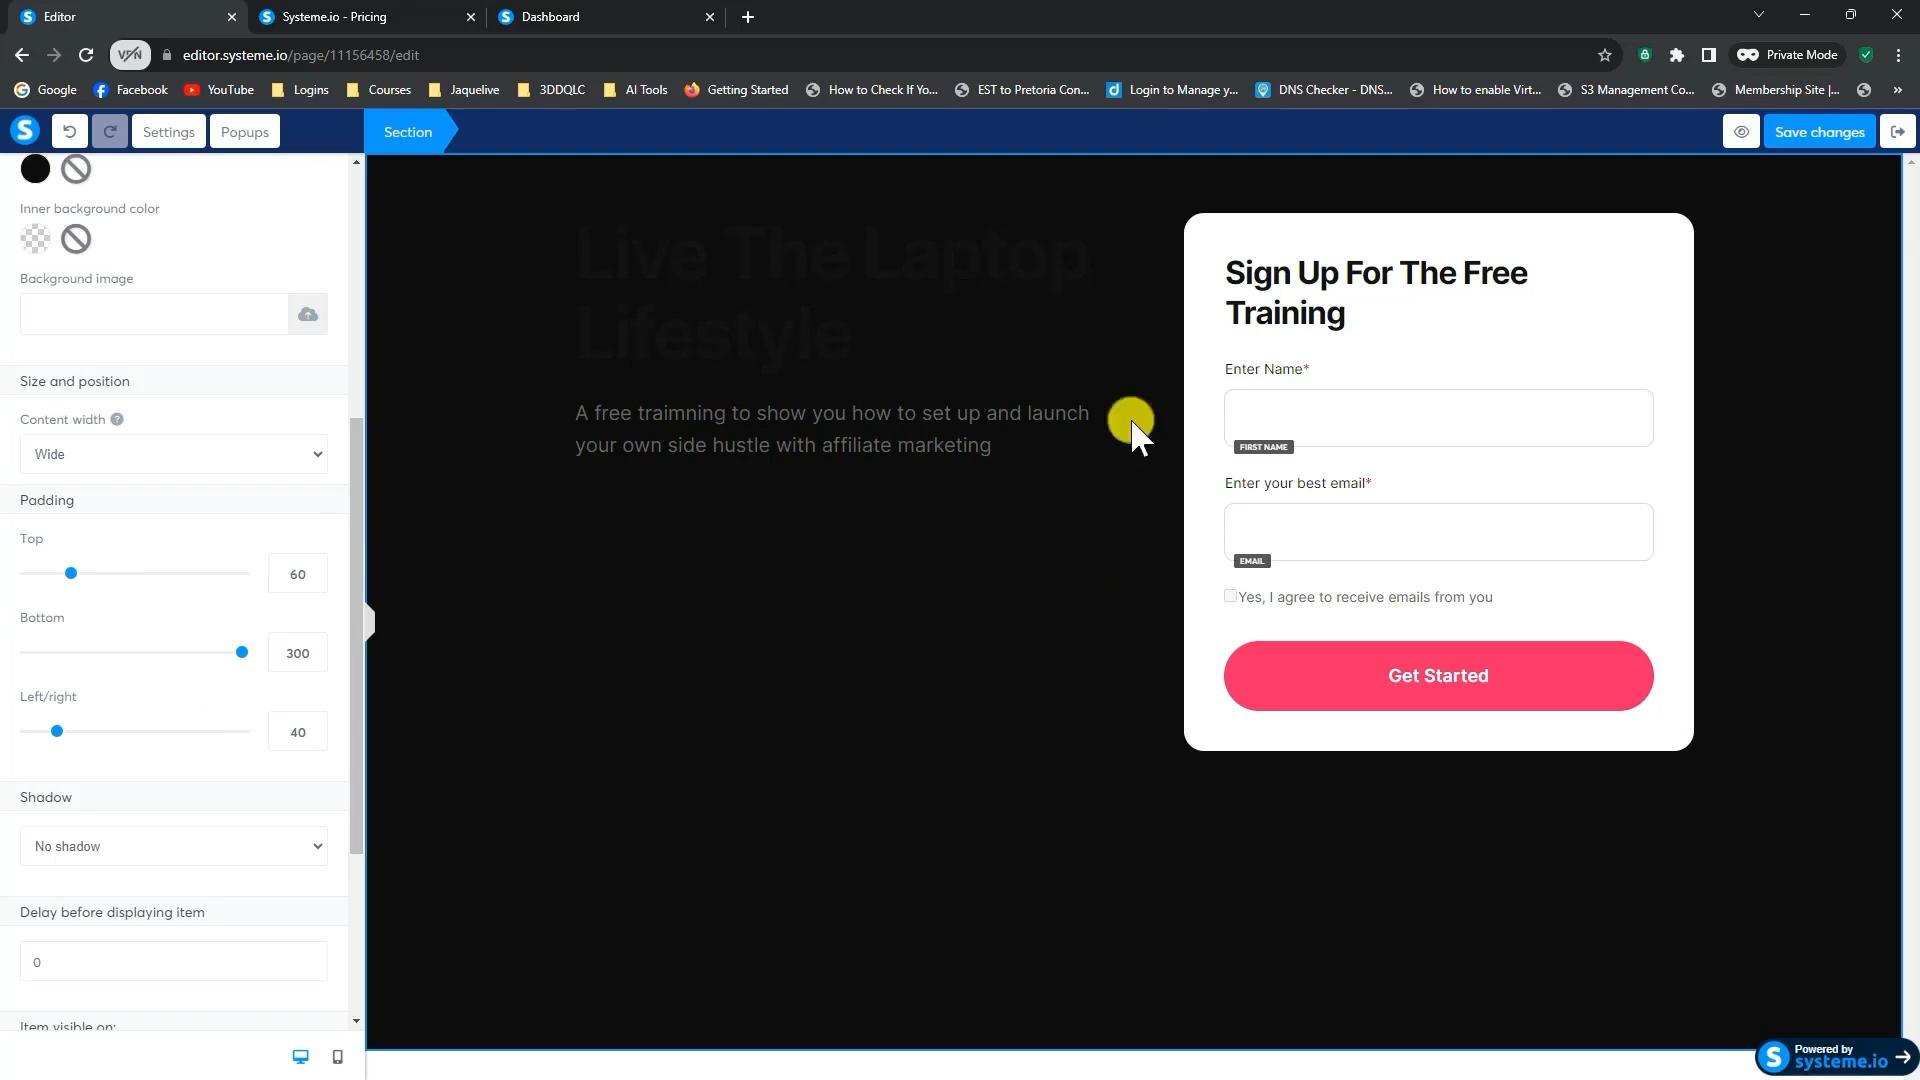 Editor
Systeme.io - Pricing
Dashboard
VPN
editor.systeme.io/page/11156458/edit
Private Mode
Google
Facebook
YouTube
Logins
Courses
Jaquelive
3DDQLC
AI Tools
Getting Started
How to Check If Yo...
EST to Pretoria Con...
Login to Manage y...
DNS Checker - DNS...
How to enable Virt...
S3 Management Co...
Membership Site |...
Settings
Popups
Section
Save changes
Inner background color
Background image
Size and position
Content width
Wide
Padding
Top
60
Bottom
300
Left/right
40
Shadow
No shadow
Delay before displaying item
0
Item visible on:
Live The Laptop
Lifestyle
A free traimning to show you how to set up and launch
your own side hustle with affiliate marketing
Sign Up For The Free
Training
Enter Name*
FIRST NAME
Enter your best email*
EMAIL
Yes, I agree to receive emails from you
Get Started
Powered by
systeme.io